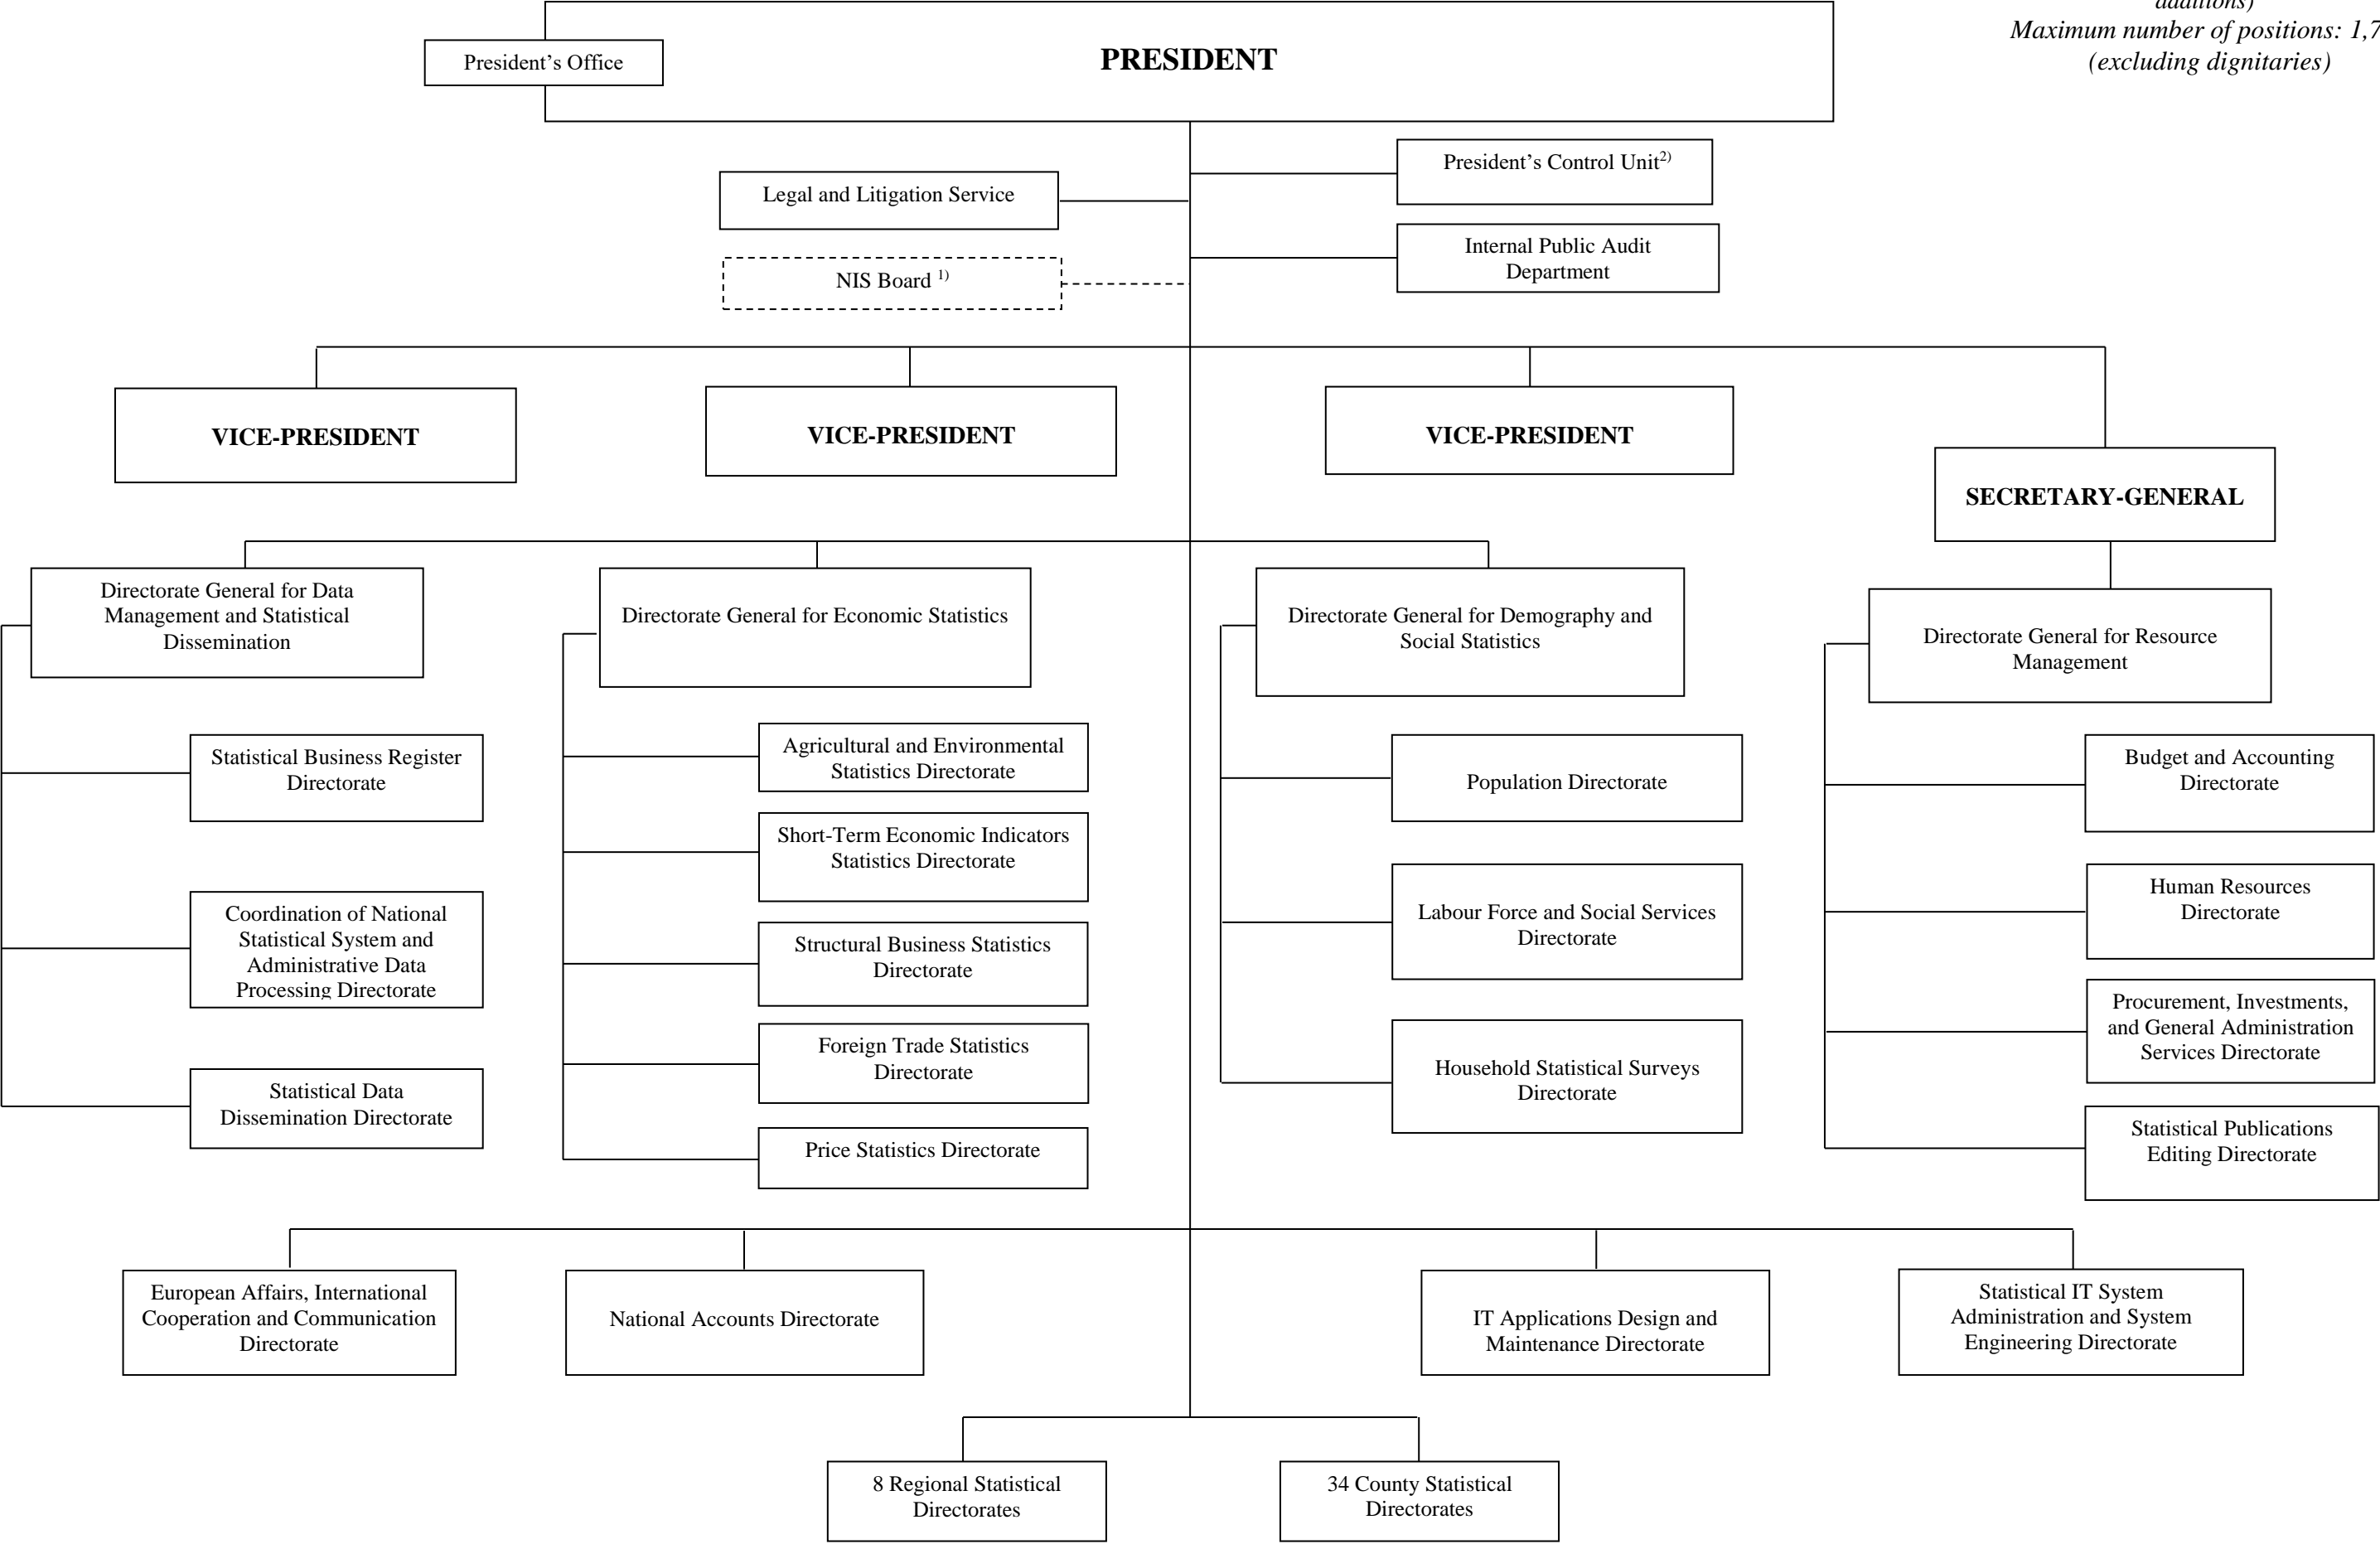 additions)
Maximum number of positions: 1,7
(excluding dignitaries)
President’s Office
PRESIDENT
President’s Control Unit2)
Legal and Litigation Service
Internal Public Audit
Department
NIS Board 1)
VICE-PRESIDENT
VICE-PRESIDENT
VICE-PRESIDENT
SECRETARY-GENERAL
Directorate General for Data
Management and Statistical
Dissemination
Directorate General for Economic Statistics
Directorate General for Demography and
Social Statistics
Directorate General for Resource
Management
Statistical Business Register
Directorate
Coordination of National
Statistical System and
Administrative Data
Processing Directorate
Statistical Data
Dissemination Directorate
Agricultural and Environmental
Statistics Directorate
Short-Term Economic Indicators
Statistics Directorate
Structural Business Statistics
Directorate
Foreign Trade Statistics
Directorate
Price Statistics Directorate
Population Directorate
Labour Force and Social Services
Directorate
Household Statistical Surveys
Directorate
Budget and Accounting
Directorate
Human Resources
Directorate
Procurement, Investments,
and General Administration
Services Directorate
Statistical Publications
Editing Directorate
European Affairs, International
Cooperation and Communication
Directorate
National Accounts Directorate
IT Applications Design and
Maintenance Directorate
Statistical IT System
Administration and System
Engineering Directorate
8 Regional Statistical
Directorates
34 County Statistical
Directorates